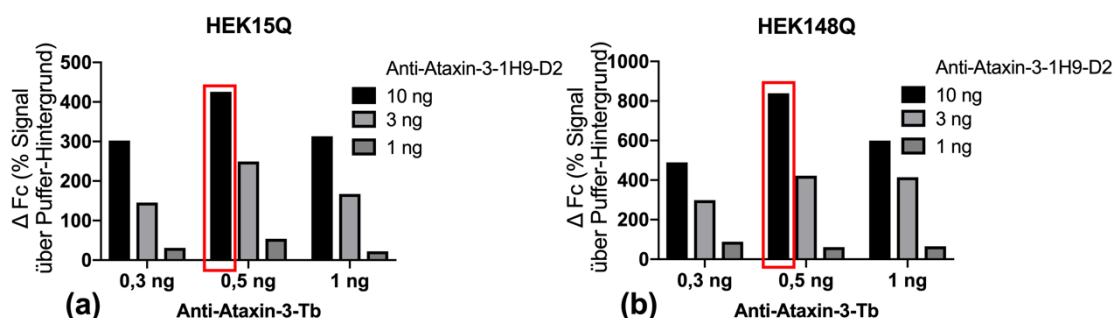 HEK15Q
Δ Fc (% Signal
über Puffer-Hintergrund)
500
400
300
200
100
0
Anti-Ataxin-3-1H9-D2
10 ng
3 ng
1 ng
0,3 ng
0,5 ng
1 ng
(a)
Anti-Ataxin-3-Tb
HEK148Q
Δ Fc (% Signal
über Puffer-Hintergrund)
1000
800
600
400
200
0
Anti-Ataxin-3-1H9-D2
10 ng
3 ng
1 ng
0,3 ng
0,5 ng
1 ng
(b)
Anti-Ataxin-3-Tb